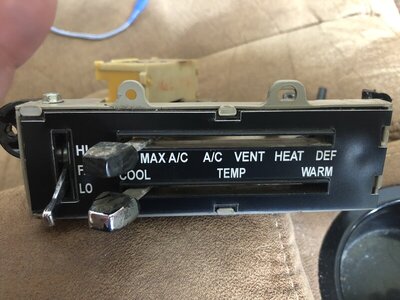 HI
MAX A/C A/C VENT HEAT DEF
F
COOL TEMP WARM
LO